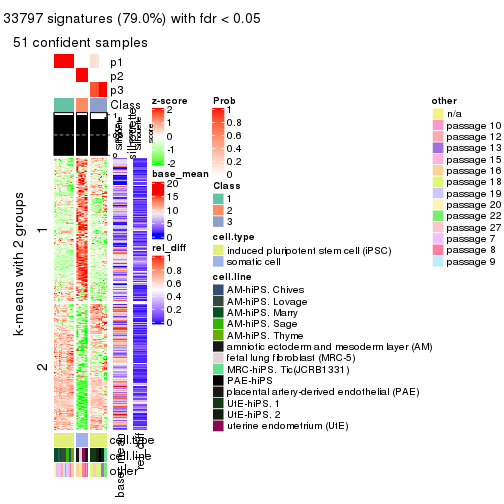 33797 signatures (79.0%) with fdr < 0.05
51 confident samples
p1
p2
p3
Class
1
0
silhouette
score
k-means with 2 groups
1
2
cell.type
cell.line
other
base_mean
rel_diff
z-score
2
1
0
-1
-2
base_mean
20
15
10
5
0
rel_diff
1
0.8
0.6
0.4
0.2
0
Prob
1
0.8
0.6
0.4
0.2
0
Class
1
2
3
cell.type
induced pluripotent stem cell (iPSC)
somatic cell
cell.line
AM-hiPS. Chives
AM-hiPS. Lovage
AM-hiPS. Marry
AM-hiPS. Sage
AM-hiPS. Thyme
amniotic ectoderm and mesoderm layer (AM)
fetal lung fibroblast (MRC-5)
MRC-hiPS. Tic(JCRB1331)
PAE-hiPS
placental artery-derived endothelial (PAE)
UtE-hiPS. 1
UtE-hiPS. 2
uterine endometrium (UtE)
other
n/a
passage 10
passage 12
passage 13
passage 15
passage 16
passage 18
passage 19
passage 20
passage 22
passage 27
passage 7
passage 8
passage 9